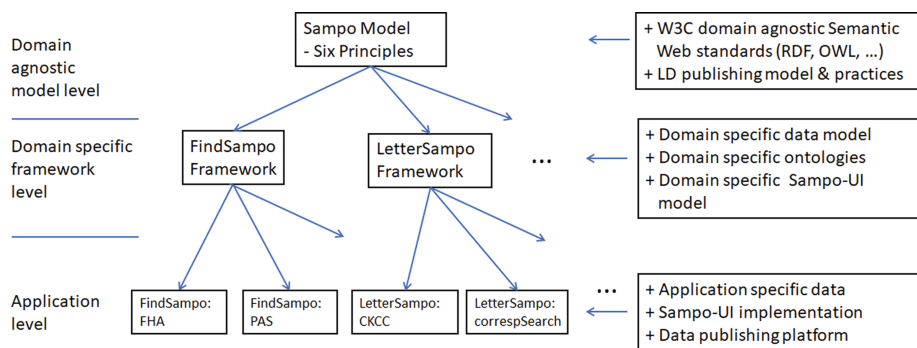 Domain
agnostic
model level
Sampo Model
- Six Principles
+ W3C domain agnostic Semantic
Web standards (RDF, OWL, ...)
+ LD publishing model & practices
Domain specific
framework
level
FindSampo
Framework
LetterSampo
Framework
...
+ Domain specific data model
+ Domain specific ontologies
+ Domain specific Sampo-UI
model
Application
level
FindSampo:
FHA
FindSampo:
PAS
LetterSampo:
CKCC
LetterSampo:
correspSearch
...
+ Application specific data
+ Sampo-UI implementation
+ Data publishing platform